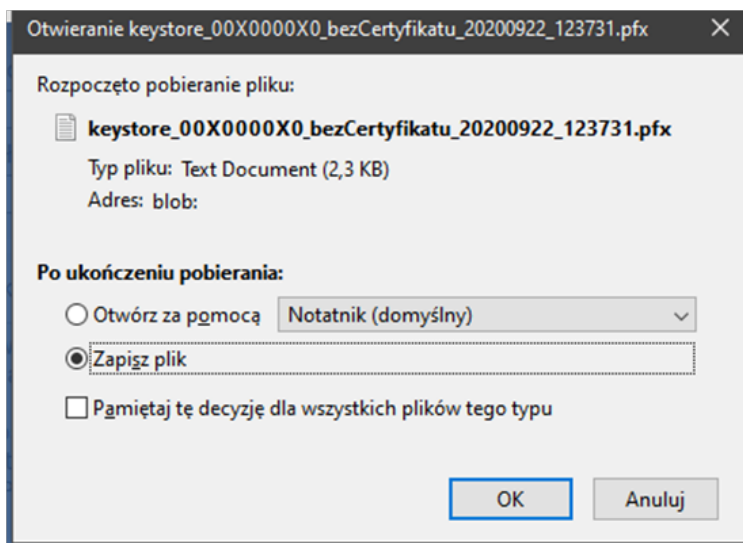 Otwieranie keystore_00X0000X0_bezCertyfikatu_20200922_123731.pfx
Rozpoczęto pobieranie pliku:
keystore_00X0000X0_bezCertyfikatu_20200922_123731.pfx
Typ pliku: Text Document (2,3 KB)
Adres: blob:
Po ukończeniu pobierania:
Otwórz za pomocą Notatnik (domyślny)
Zapisz plik
Pamiętaj tę decyzję dla wszystkich plików tego typu
OK Anuluj